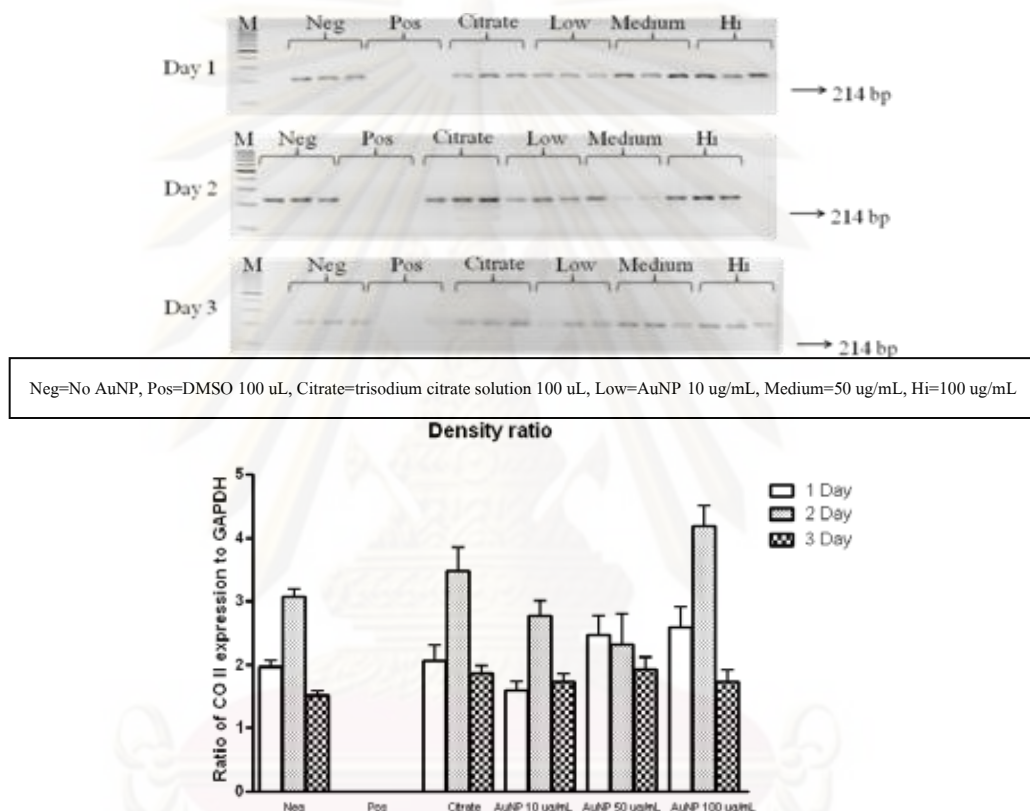 M Neg Pos Citrate Low Medium Hi
Day 1
214 bp
M Neg Pos Citrate Low Medium Hi
Day 2
214 bp
M Neg Pos Citrate Low Medium Hi
Day 3
214 bp
Neg=No AuNP, Pos=DMSO 100 uL, Citrate=trisodium citrate solution 100 uL, Low=AuNP 10 ug/mL, Medium=50 ug/mL, Hi=100 ug/mL
Density ratio
Ratio of CO II expression to GAPDH
5
4
3
2
1
0
1 Day
2 Day
3 Day
Neg Pos Citrate AuNP 10 ug/mL AuNP 50 ug/mL AuNP 100 ug/mL